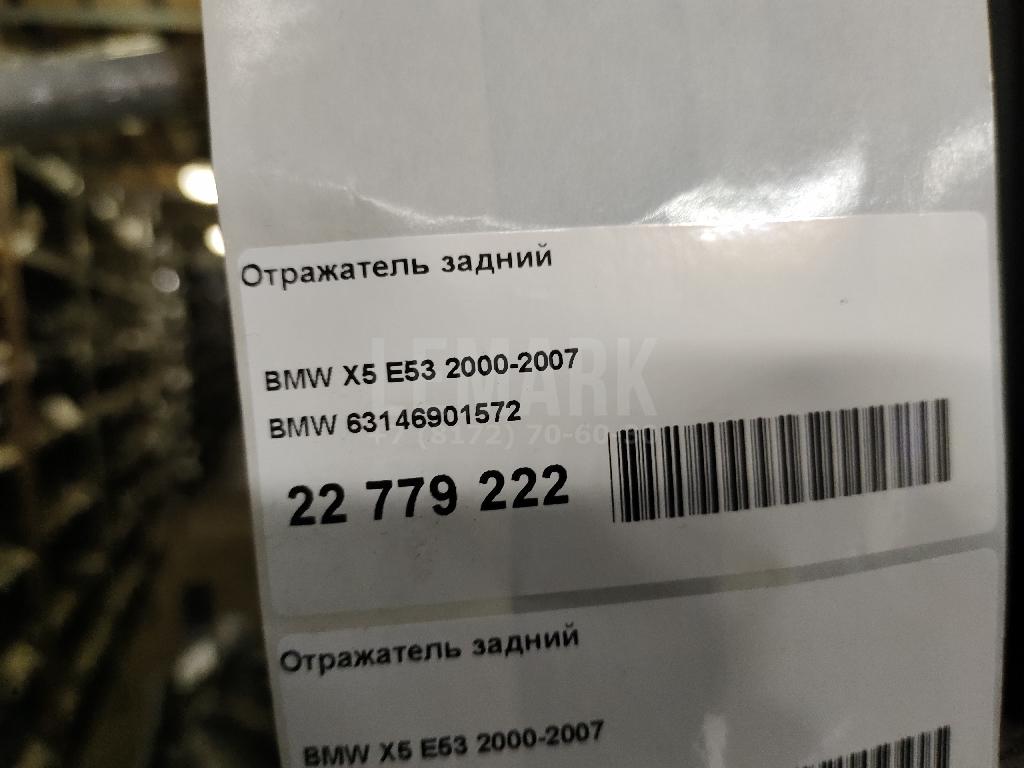 Отражатель задний
BMW X5 E53 2000-2007
LEMARK
BMW 63146901572
22 779 222
Отражатель задний
BMW X5 E53 2000-2007